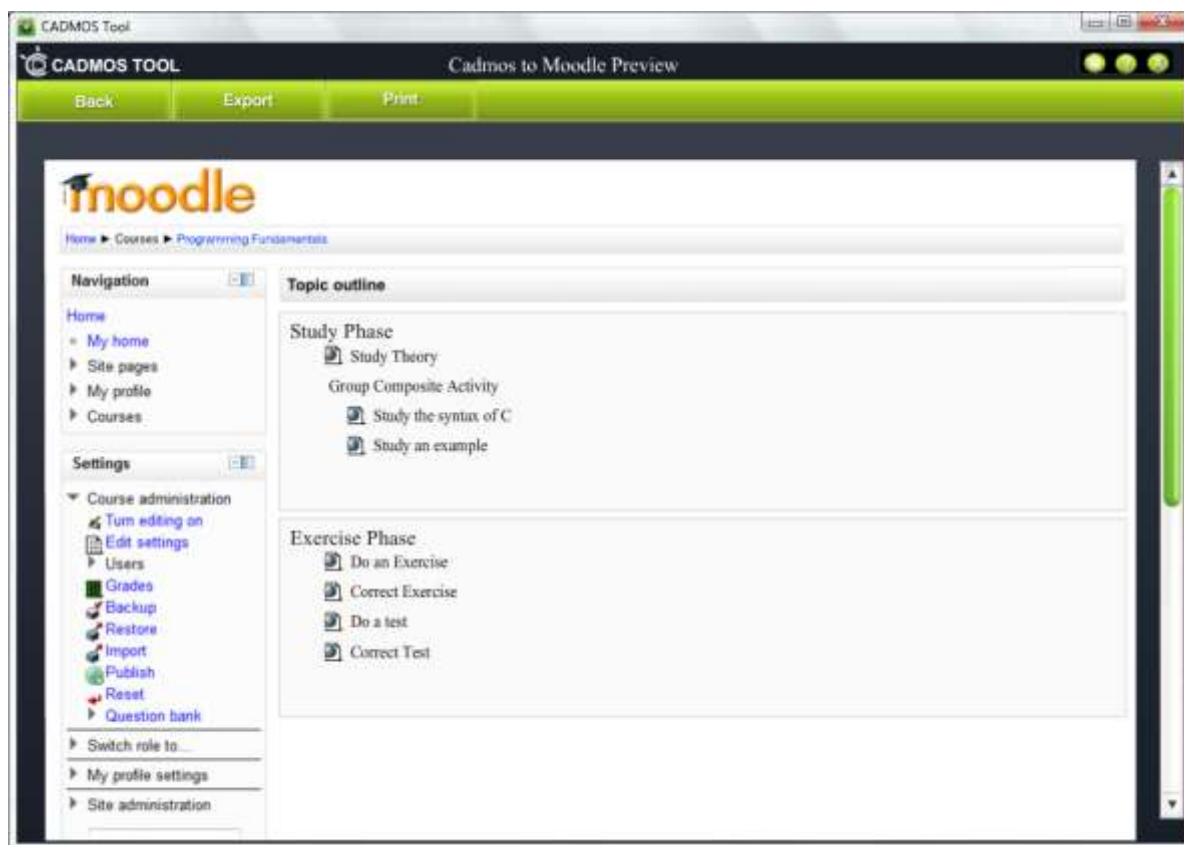 CADMOS Tool
CADMOS TOOL
Cadmos to Moodle Preview
Back Export Print
moodle
Home ► Courses ► Programming Fundamentals
Navigation
Home
My home
Site pages
My profile
Courses
Settings
Course administration
Turn editing on
Edit settings
Users
Grades
Backup
Restore
Import
Publish
Reset
Question bank
Switch role to...
My profile settings
Site administration
Topic outline
Study Phase
Study Theory
Group Composite Activity
Study the syntax of C
Study an example
Exercise Phase
Do an Exercise
Correct Exercise
Do a test
Correct Test